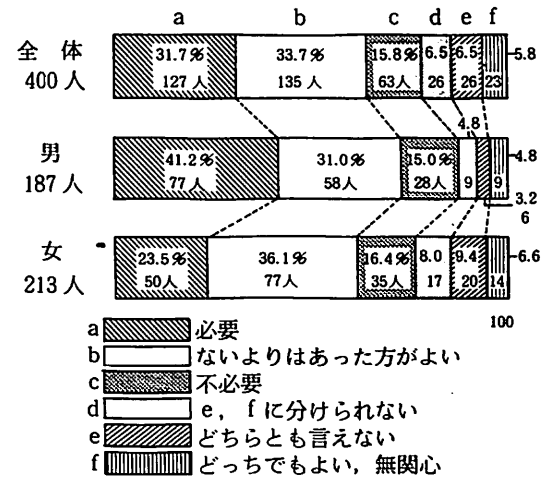 a b c d e f
全体 31.7% 33.7% 15.8% 6.5 6.5 5.8
400人 127人 135人 63人 26 26 23
4.8
男 41.2% 31.0% 15.0% 4.8
187人 77人 58人 28人 9 9 3.2
6
女 23.5% 36.1% 16.4% 8.0 9.4 6.6
213人 50人 77人 35人 17 20 14
100
a 必要
b ないよりはあった方がよい
c 不必要
d e, fに分けられない
e どちらとも言えない
f どっちでもよい, 無関心